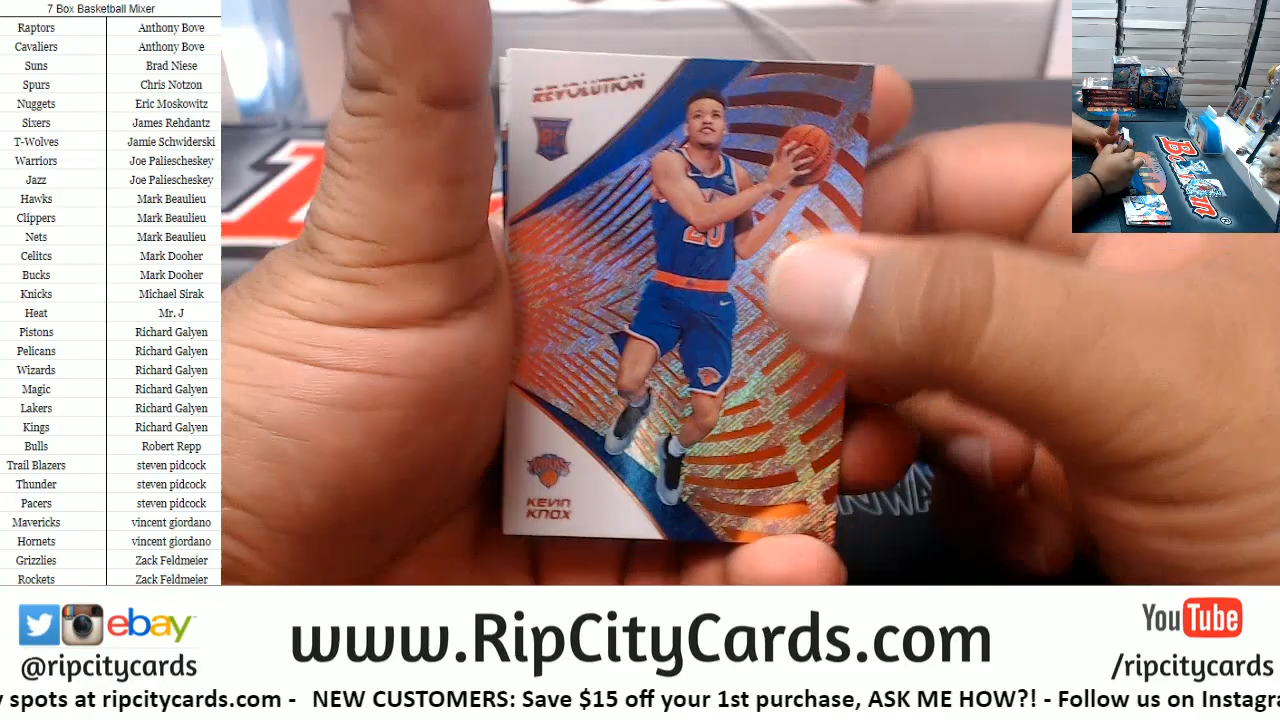 7 Box Basketball Mixer
Raptors Anthony Bove
Cavaliers Anthony Bove
Suns Brad Niese
Spurs Chris Notzon
Nuggets Eric Moskowitz
Sixers James Rehdantz
T-Wolves Jamie Schwiderski
Warriors Joe Paliescheskey
Jazz Joe Paliescheskey
Hawks Mark Beaulieu
Clippers Mark Beaulieu
Nets Mark Beaulieu
Celitcs Mark Dooher
Bucks Mark Dooher
Knicks Michael Sirak
Heat Mr. J
Pistons Richard Galyen
Pelicans Richard Galyen
Wizards Richard Galyen
Magic Richard Galyen
Lakers Richard Galyen
Kings Richard Galyen
Bulls Robert Repp
Trail Blazers steven pidcock
Thunder steven pidcock
Pacers steven pidcock
Mavericks vincent giordano
Hornets vincent giordano
Grizzlies Zack Feldmeier
Rockets Zack Feldmeier
REVOLUTION
20
KEVIN
KNOX
ebay
@ripcitycards
www.RipCityCards.com
YouTube
/ripcitycards
y spots at ripcitycards.com - NEW CUSTOMERS: Save $15 off your 1st purchase, ASK ME HOW?! - Follow us on Instagra